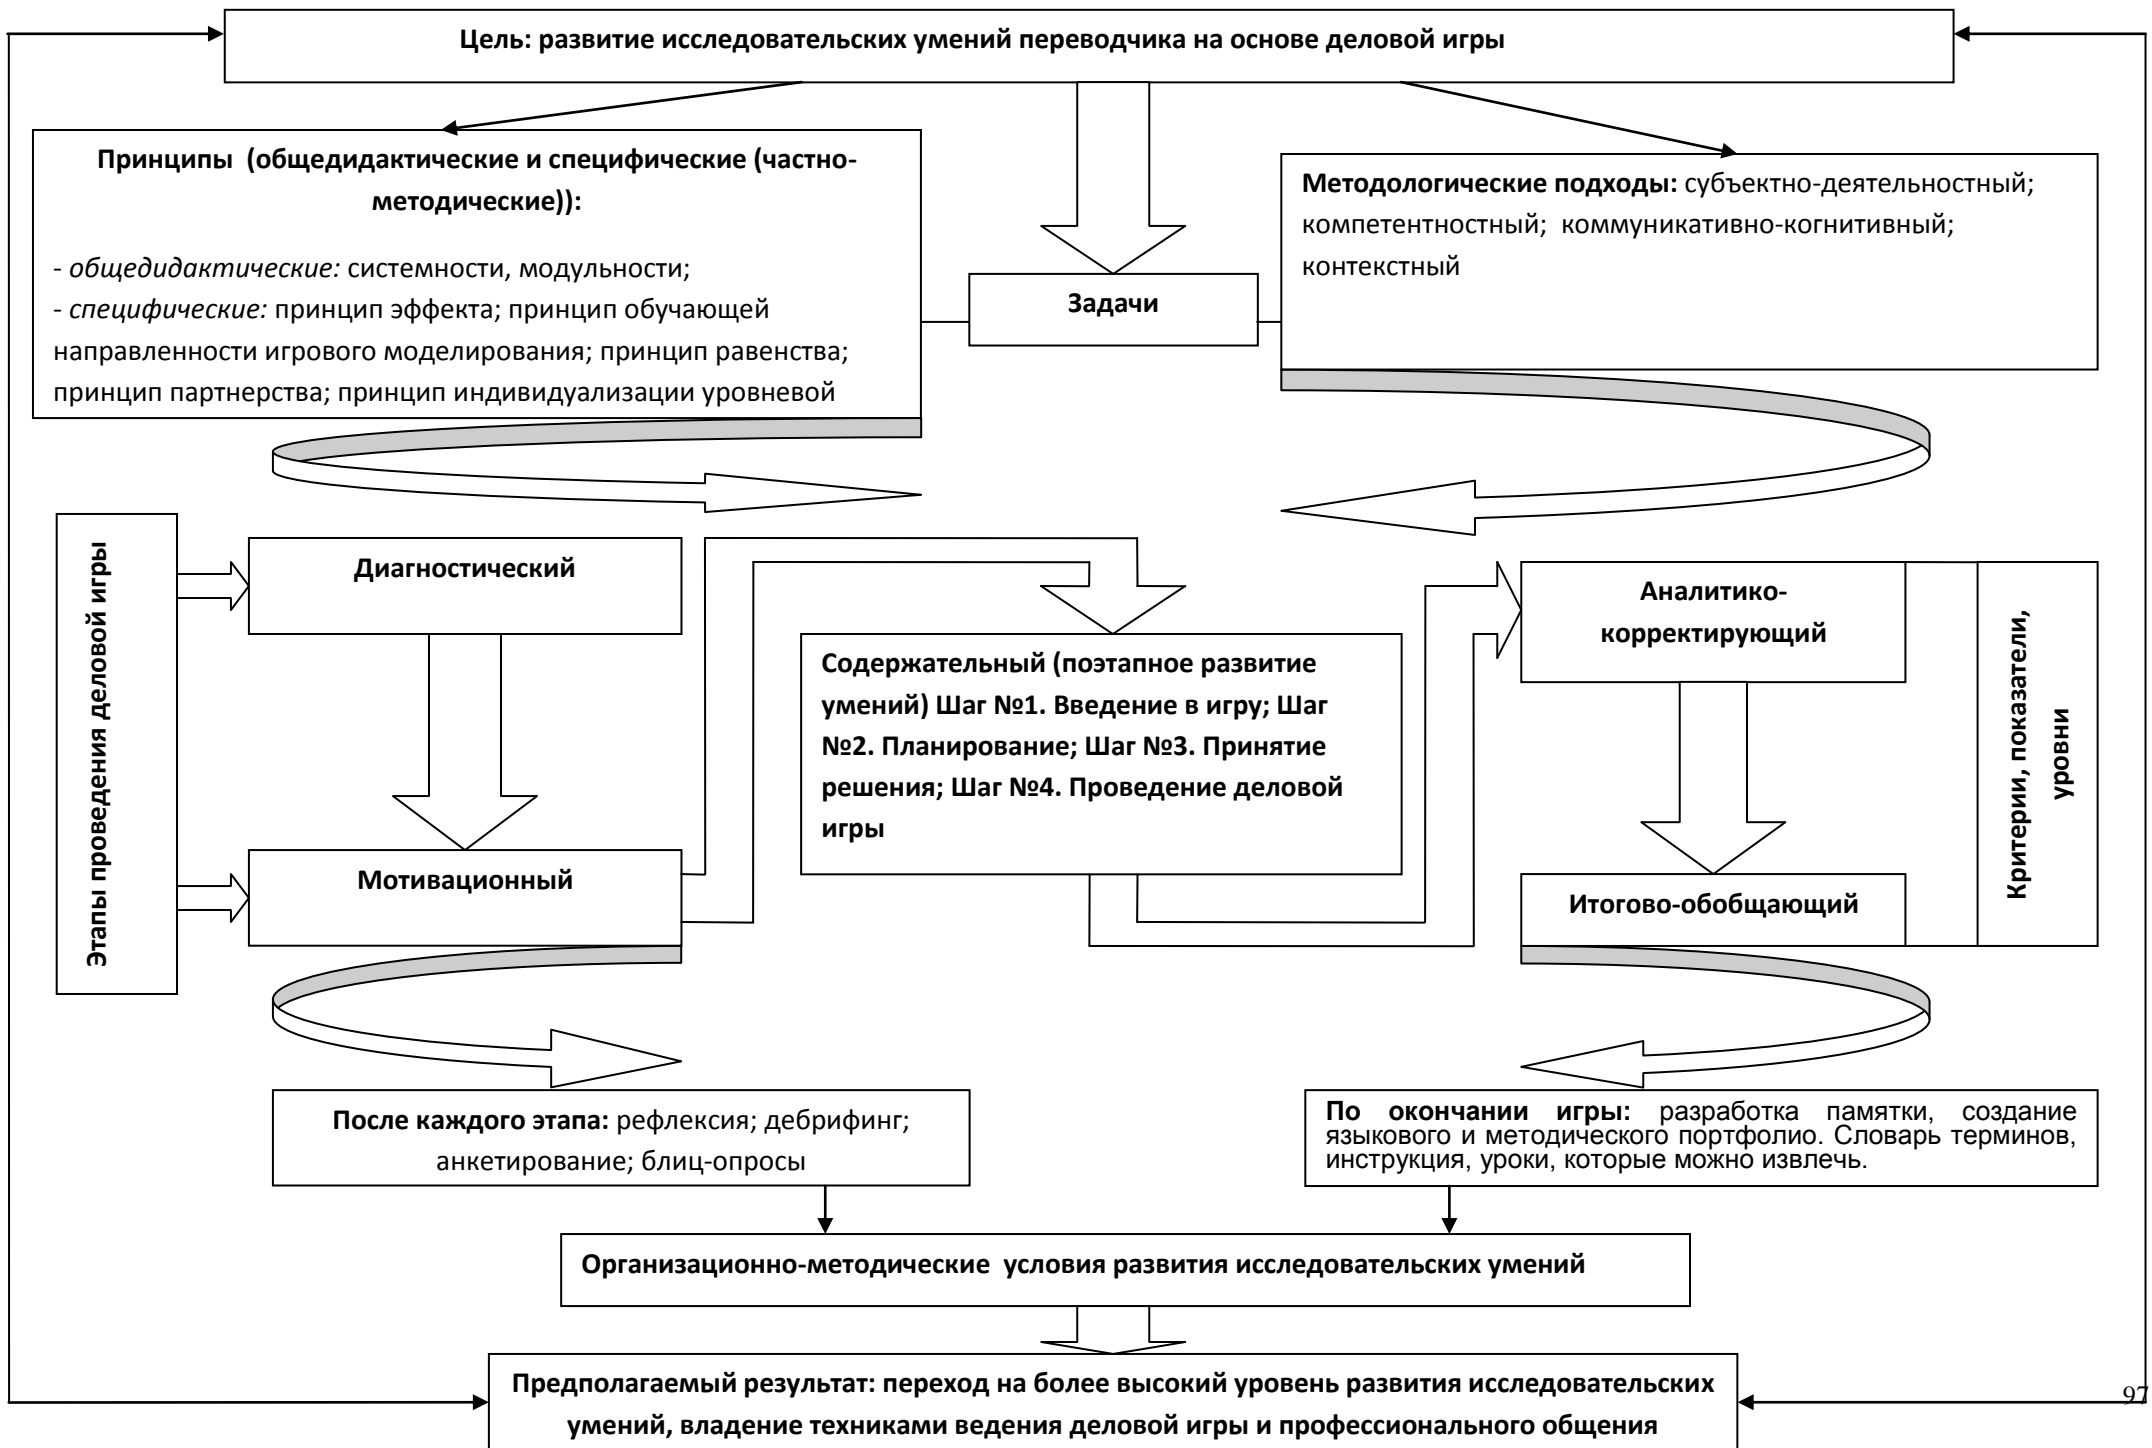 Цель: развитие исследовательских умений переводчика на основе деловой игры
Принципы (общедидактические и специфические (частно-
методические)):
- общедидактические: системности, модульности;
- специфические: принцип эффекта; принцип обучающей
направленности игрового моделирования; принцип равенства;
принцип партнерства; принцип индивидуализации уровневой
Задачи
Методологические подходы: субъектно-деятельностный;
компетентностный; коммуникативно-когнитивный;
контекстный
Этапы проведения деловой игры
Диагностический
Мотивационный
Содержательный (поэтапное развитие
умений) Шаг №1. Введение в игру; Шаг
№2. Планирование; Шаг №3. Принятие
решения; Шаг №4. Проведение деловой
игры
Аналитико-
корректирующий
Итогово-обобщающий
Критерии, показатели,
уровни
После каждого этапа: рефлексия; дебрифинг;
анкетирование; блиц-опросы
По окончании игры: разработка памятки, создание
языкового и методического портфолио. Словарь терминов,
инструкция, уроки, которые можно извлечь.
Организационно-методические условия развития исследовательских умений
Предполагаемый результат: переход на более высокий уровень развития исследовательских
умений, владение техниками ведения деловой игры и профессионального общения
97